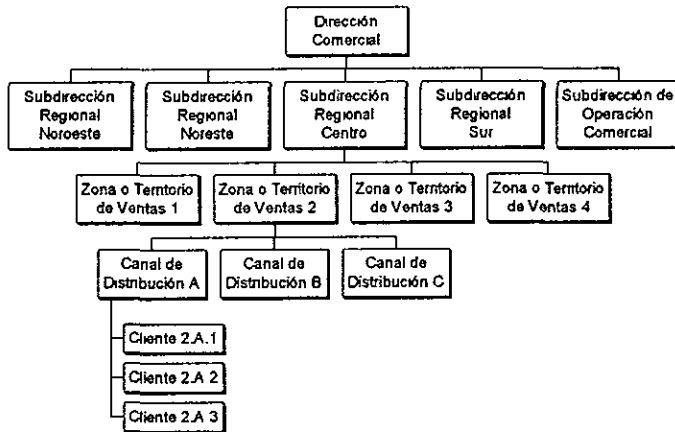 Dirección
Comercial
Subdirección
Regional
Noroeste
Subdirección
Regional
Noreste
Subdirección
Regional
Centro
Subdirección
Regional
Sur
Subdirección de
Operación
Comercial
Zona o Territorio
de Ventas 1
Zona o Territorio
de Ventas 2
Zona o Territorio
de Ventas 3
Zona o Territorio
de Ventas 4
Canal de
Distribución A
Canal de
Distribución B
Canal de
Distribución C
Cliente 2.A.1
Cliente 2.A 2
Cliente 2.A 3